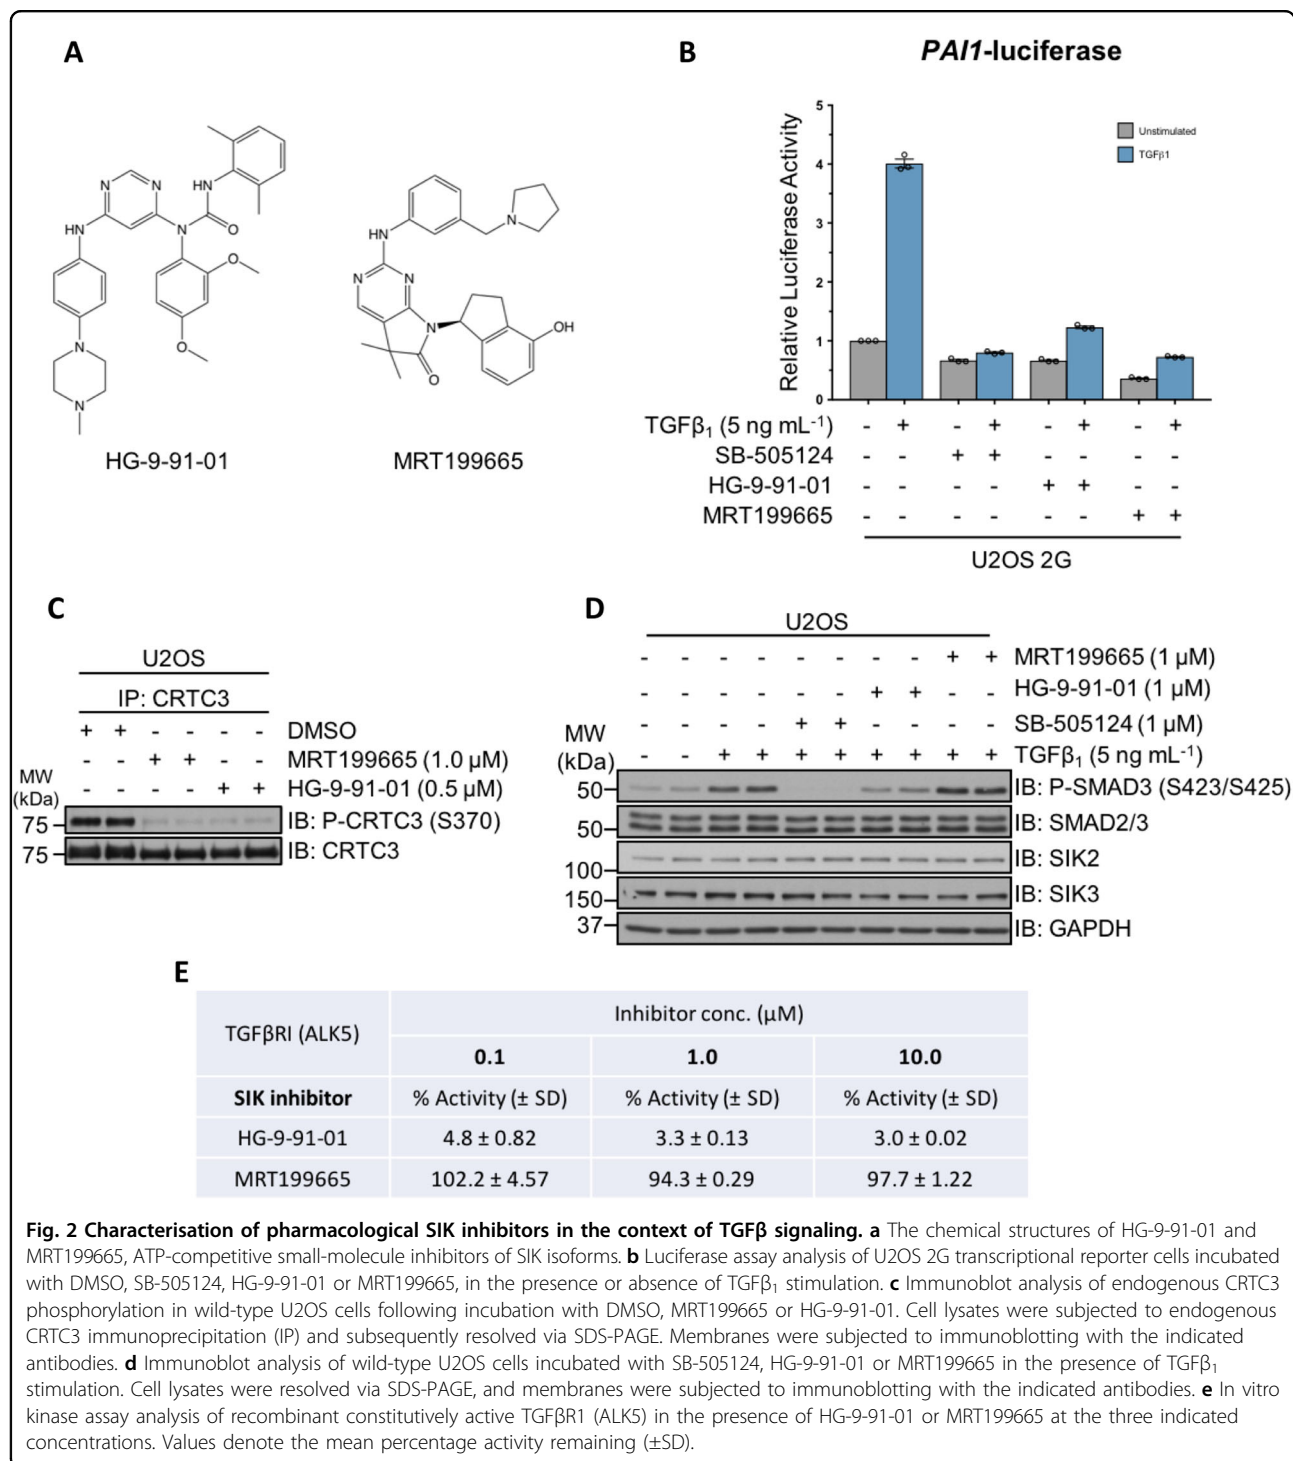 A
HN
N
N
HN
N
O
O
O
N
N
HG-9-91-01
HN
N
N
N
N
O
OH
MRT199665
B
PAI1-luciferase
Relative Luciferase Activity
5
4
3
2
1
0
Unstimulated
TGFβ1
TGFβ1 (5 ng mL-1) - + - + - + - +
SB-505124 - - + + - - - -
HG-9-91-01 - - - - + + - -
MRT199665 - - - - - - + +
U2OS 2G
C
U2OS
IP: CRTC3
+ + - - - - DMSO
- - + + - - MRT199665 (1.0 µM)
- - - - + + HG-9-91-01 (0.5 µM)
MW
(kDa)
75 IB: P-CRTC3 (S370)
75 IB: CRTC3
D
U2OS
- - - - - - - - + + MRT199665 (1 µM)
- - - - - - + + - - HG-9-91-01 (1 µM)
- - - - + + - - - - SB-505124 (1 µM)
- - + + + + + + + + TGFβ1 (5 ng mL-1)
MW
(kDa)
50 IB: P-SMAD3 (S423/S425)
50 IB: SMAD2/3
100 IB: SIK2
150 IB: SIK3
37 IB: GAPDH
E
TGFβRI (ALK5) Inhibitor conc. (µM)
0.1 1.0 10.0
SIK inhibitor % Activity (± SD) % Activity (± SD) % Activity (± SD)
HG-9-91-01 4.8 ± 0.82 3.3 ± 0.13 3.0 ± 0.02
MRT199665 102.2 ± 4.57 94.3 ± 0.29 97.7 ± 1.22
Fig. 2 Characterisation of pharmacological SIK inhibitors in the context of TGFβ signaling. a The chemical structures of HG-9-91-01 and
MRT199665, ATP-competitive small-molecule inhibitors of SIK isoforms. b Luciferase assay analysis of U2OS 2G transcriptional reporter cells incubated
with DMSO, SB-505124, HG-9-91-01 or MRT199665, in the presence or absence of TGFβ1 stimulation. c Immunoblot analysis of endogenous CRTC3
phosphorylation in wild-type U2OS cells following incubation with DMSO, MRT199665 or HG-9-91-01. Cell lysates were subjected to endogenous
CRTC3 immunoprecipitation (IP) and subsequently resolved via SDS-PAGE. Membranes were subjected to immunoblotting with the indicated
antibodies. d Immunoblot analysis of wild-type U2OS cells incubated with SB-505124, HG-9-91-01 or MRT199665 in the presence of TGFβ1
stimulation. Cell lysates were resolved via SDS-PAGE, and membranes were subjected to immunoblotting with the indicated antibodies. e In vitro
kinase assay analysis of recombinant constitutively active TGFβR1 (ALK5) in the presence of HG-9-91-01 or MRT199665 at the three indicated
concentrations. Values denote the mean percentage activity remaining (±SD).